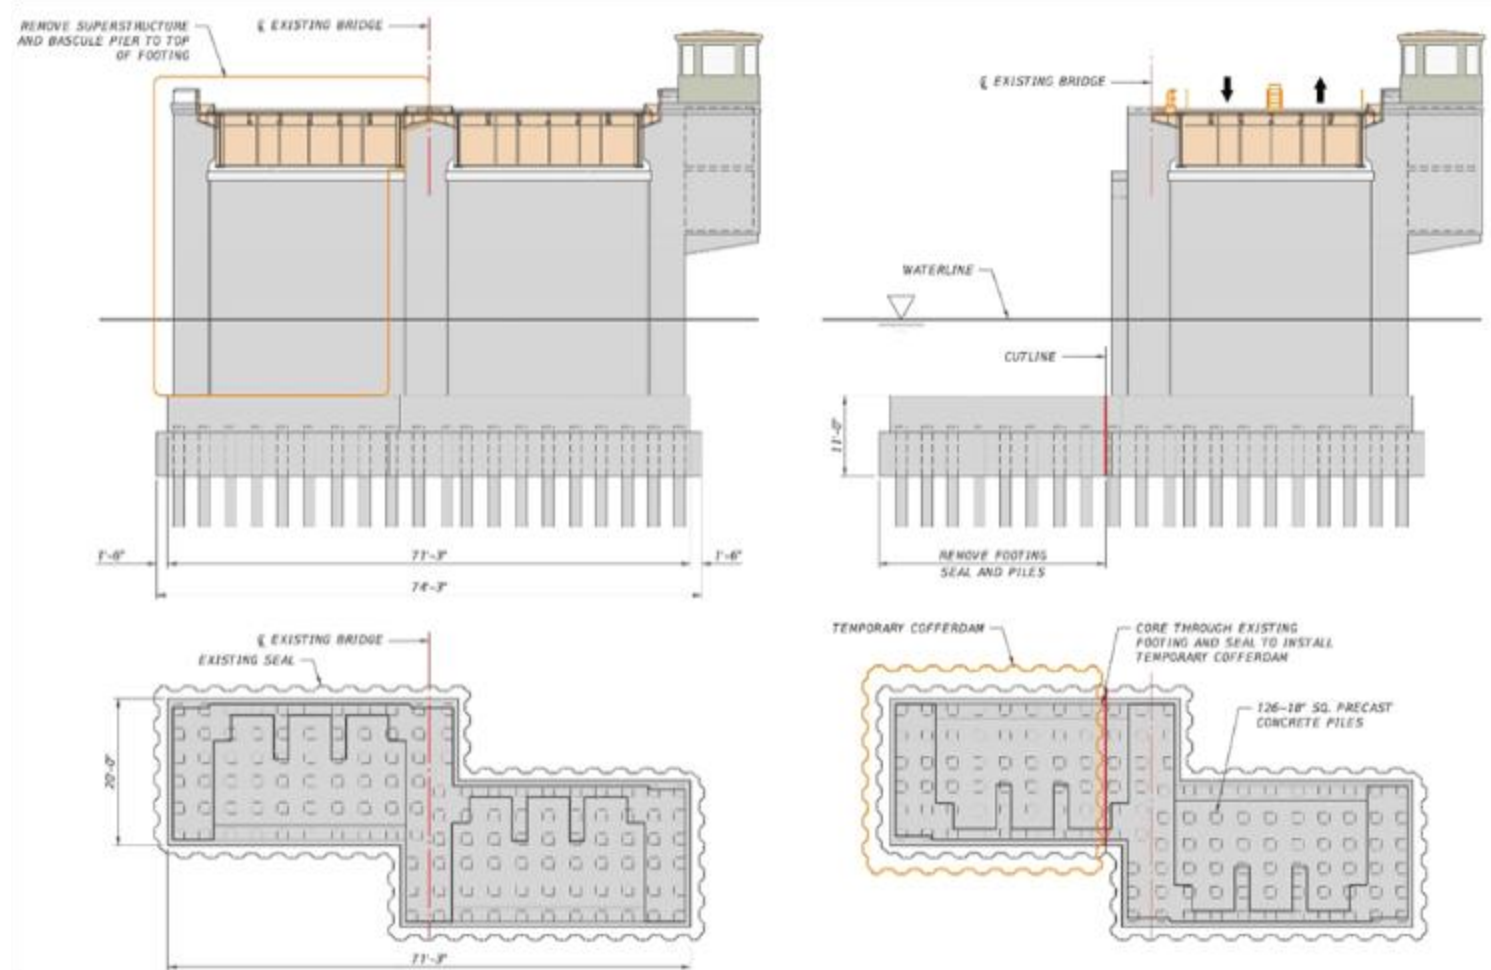 REMOVE SUPERSTRUCTURE
AND BASCULE PIER TO TOP
OF FOOTING
℄ EXISTING BRIDGE
℄ EXISTING BRIDGE
WATERLINE
CUTLINE
11'-0"
1'-6"
71'-3"
1'-6"
74'-3"
REMOVE FOOTING
SEAL AND PILES
℄ EXISTING BRIDGE
EXISTING SEAL
20'-0"
71'-3"
TEMPORARY COFFERDAM
CORE THROUGH EXISTING
FOOTING AND SEAL TO INSTALL
TEMPORARY COFFERDAM
126-18" SQ. PRECAST
CONCRETE PILES